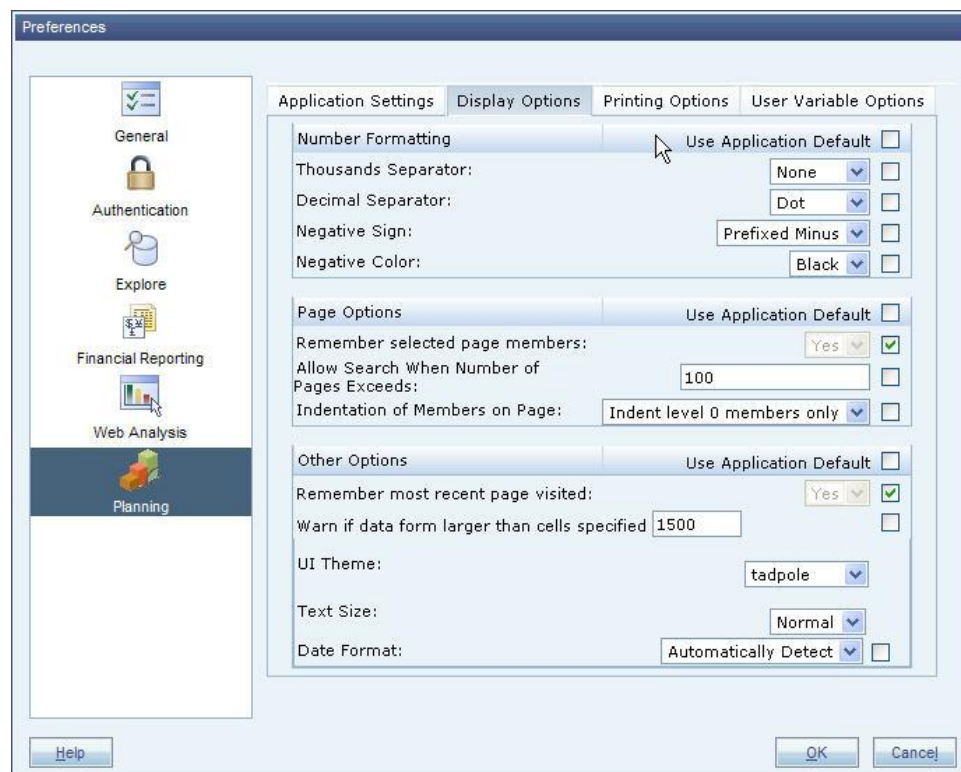 Preferences
General
Authentication
Explore
Financial Reporting
Web Analysis
Planning
Application Settings
Display Options
Printing Options
User Variable Options
Number Formatting
Use Application Default
Thousands Separator:
None
Decimal Separator:
Dot
Negative Sign:
Prefixed Minus
Negative Color:
Black
Page Options
Use Application Default
Remember selected page members:
Yes
Allow Search When Number of
Pages Exceeds:
100
Indentation of Members on Page:
Indent level 0 members only
Other Options
Use Application Default
Remember most recent page visited:
Yes
Warn if data form larger than cells specified
1500
UI Theme:
tadpole
Text Size:
Normal
Date Format:
Automatically Detect
Help
OK
Cancel